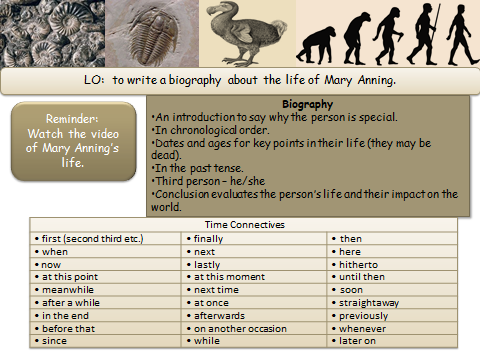 LO: to write a biography about the life of Mary Anning.
Reminder:
Watch the video
of Mary Anning's
life.
Biography
•An introduction to say why the person is special.
•In chronological order.
•Dates and ages for key points in their life (they may be
dead).
•In the past tense.
•Third person – he/she
•Conclusion evaluates the person's life and their impact on the
world.
Time Connectives
• first (second third etc.) • finally • then
• when • next • here
• now • lastly • hitherto
• at this point • at this moment • until then
• meanwhile • next time • soon
• after a while • at once • straightaway
• in the end • afterwards • previously
• before that • on another occasion • whenever
• since • while • later on